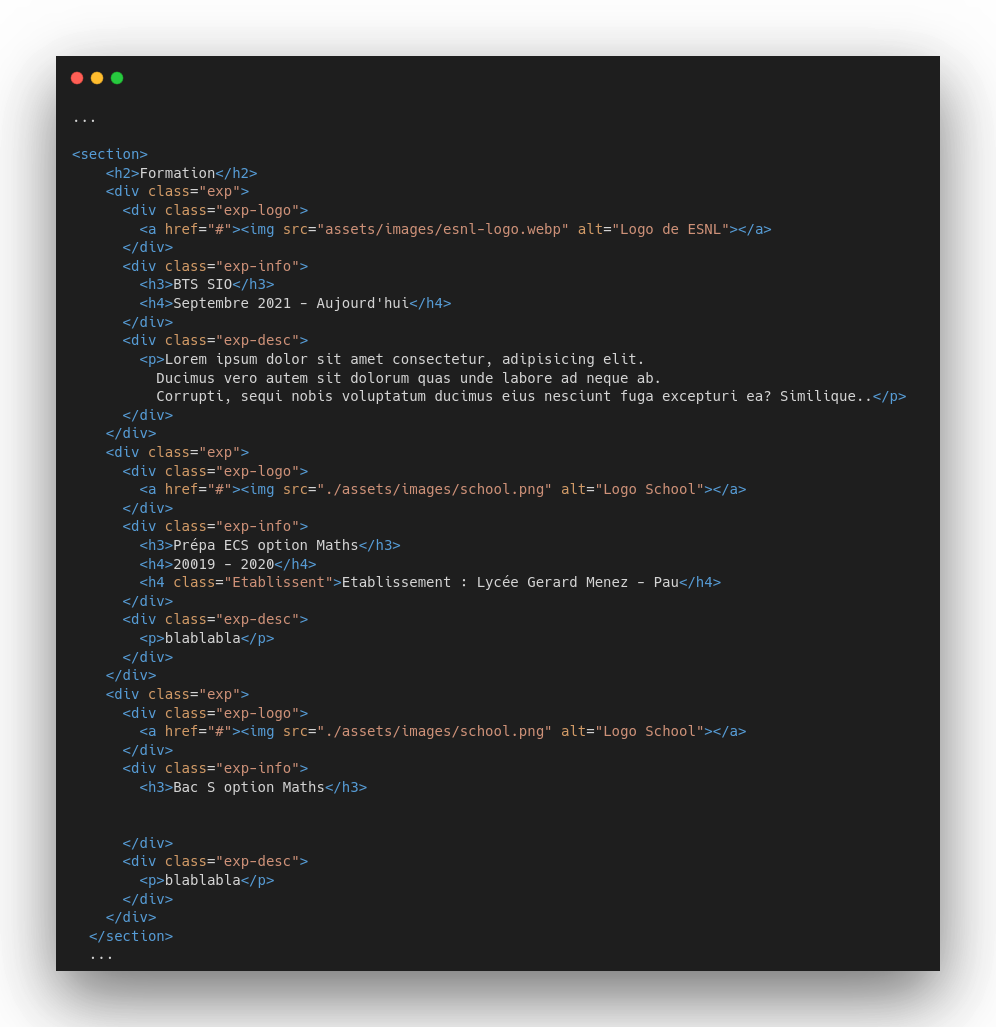 ...
<section>
<h2>Formation</h2>
<div class="exp">
<div class="exp-logo">
<a href="#"><img src="assets/images/esnl-logo.webp" alt="Logo de ESNL"></a>
</div>
<div class="exp-info">
<h3>BTS SIO</h3>
<h4>Septembre 2021 - Aujourd'hui</h4>
</div>
<div class="exp-desc">
<p>Lorem ipsum dolor sit amet consectetur, adipisicing elit.
Ducimus vero autem sit dolorum quas unde labore ad neque ab.
Corrupti, sequi nobis voluptatum ducimus eius nesciunt fuga excepturi ea? Similique..</p>
</div>
</div>
<div class="exp">
<div class="exp-logo">
<a href="#"><img src="./assets/images/school.png" alt="Logo School"></a>
</div>
<div class="exp-info">
<h3>Prépa ECS option Maths</h3>
<h4>20019 - 2020</h4>
<h4 class="Etablissent">Etablissement : Lycée Gerard Menez - Pau</h4>
</div>
<div class="exp-desc">
<p>blablabla</p>
</div>
</div>
<div class="exp">
<div class="exp-logo">
<a href="#"><img src="./assets/images/school.png" alt="Logo School"></a>
</div>
<div class="exp-info">
<h3>Bac S option Maths</h3>
</div>
<div class="exp-desc">
<p>blablabla</p>
</div>
</div>
</section>
...